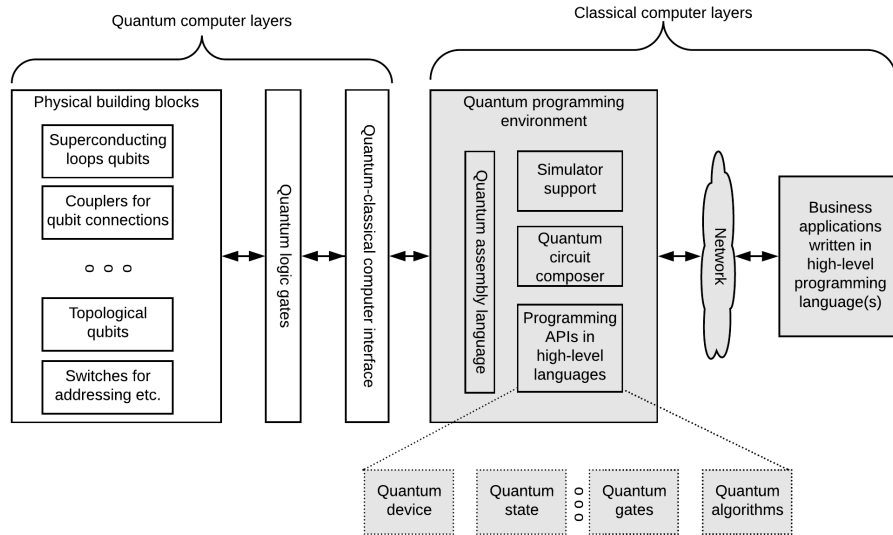 Quantum computer layers
Classical computer layers
Physical building blocks
Superconducting
loops qubits
Couplers for
qubit connections
o o o
Topological
qubits
Switches for
addressing etc.
Quantum logic gates
Quantum-classical computer interface
Quantum programming
environment
Quantum assembly language
Simulator
support
Quantum
circuit
composer
Programming
APIs in
high-level
languages
Network
Business
applications
written in
high-level
programming
language(s)
Quantum
device
Quantum
state
o o o
Quantum
gates
Quantum
algorithms